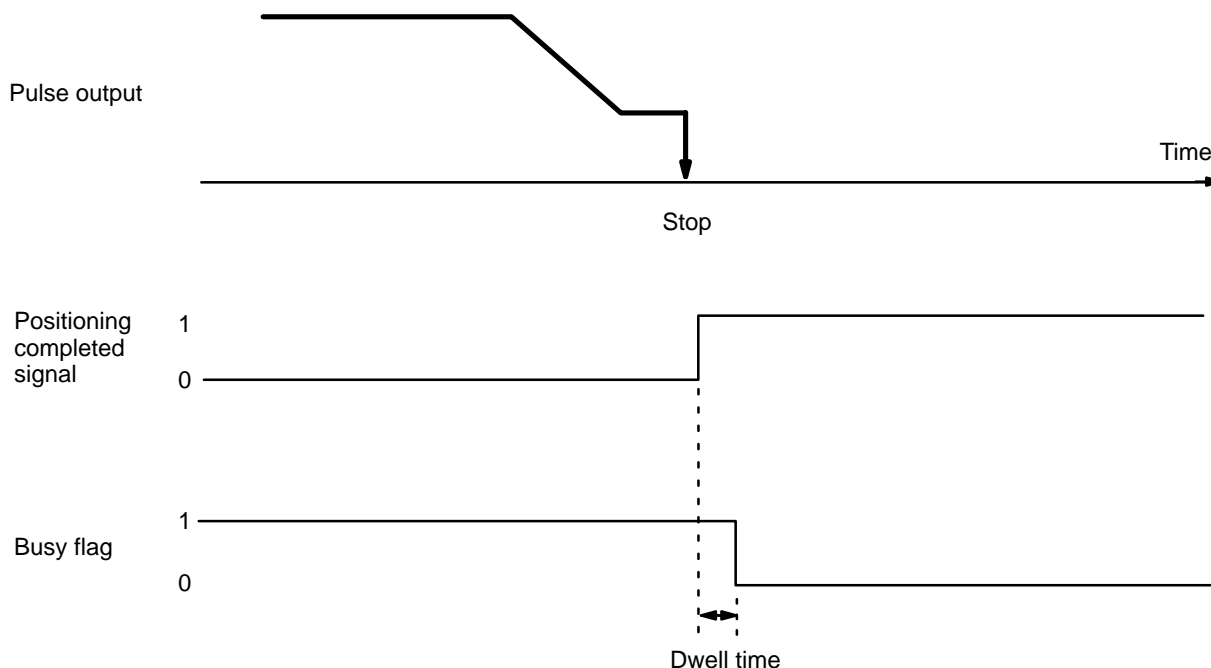 Pulse output
Time
Stop
Positioning
completed
signal
1
0
Busy flag
1
0
Dwell time